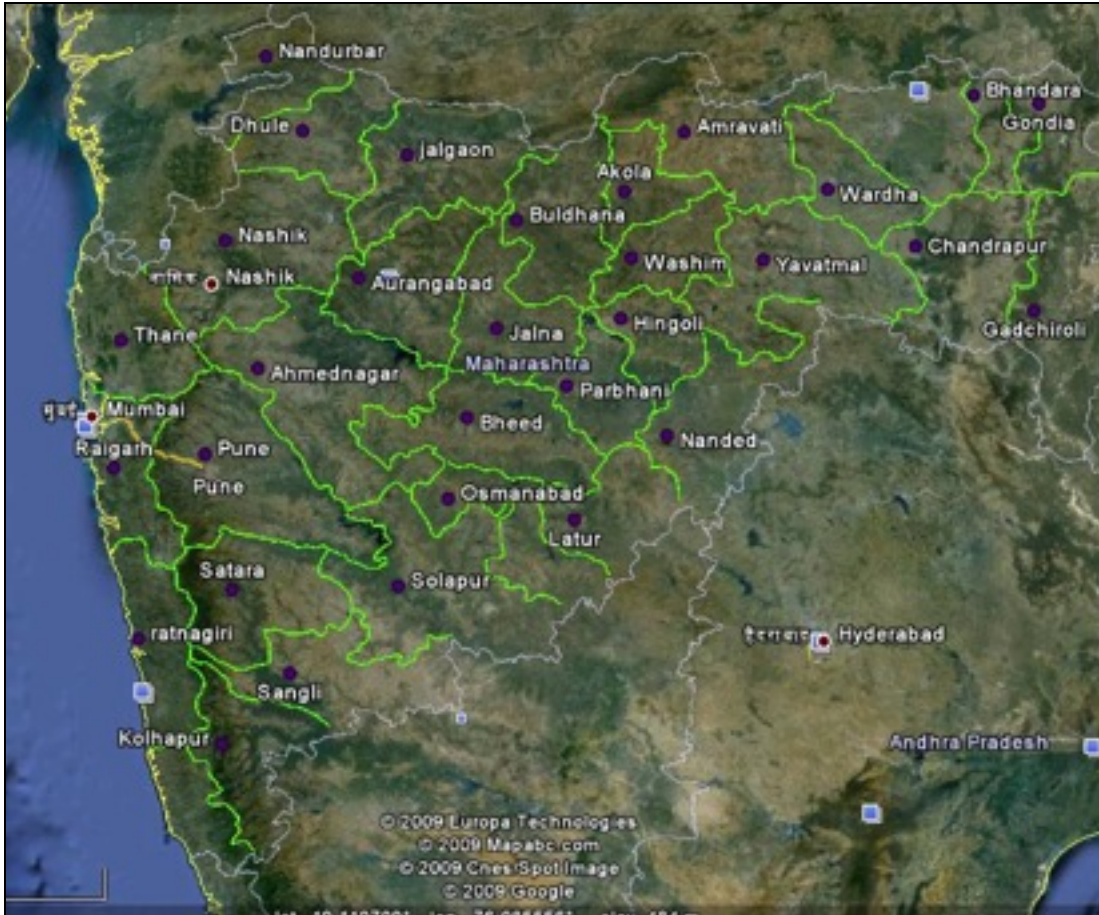 Nandurbar
Bhandara
Gondia
Dhule
Amravati
jalgaon
Akola
Wardha
Buldhana
Nashik
Chandrapur
Washim
Yavatmal
नासिक Nashik
Aurangabad
Gadchiroli
Hingoli
Jalna
Thane
Maharashtra
Ahmednagar
Parbhani
मुंबई Mumbai
Bheed
Nanded
Raigarh
Pune
Pune
Osmanabad
Latur
Satara
Solapur
ratnagiri
हैदराबाद Hyderabad
Sangli
Kolhapur
Andhra Pradesh
© 2009 Europa Technologies
© 2009 Mapabc.com
© 2009 Cnes/Spot Image
© 2009 Google